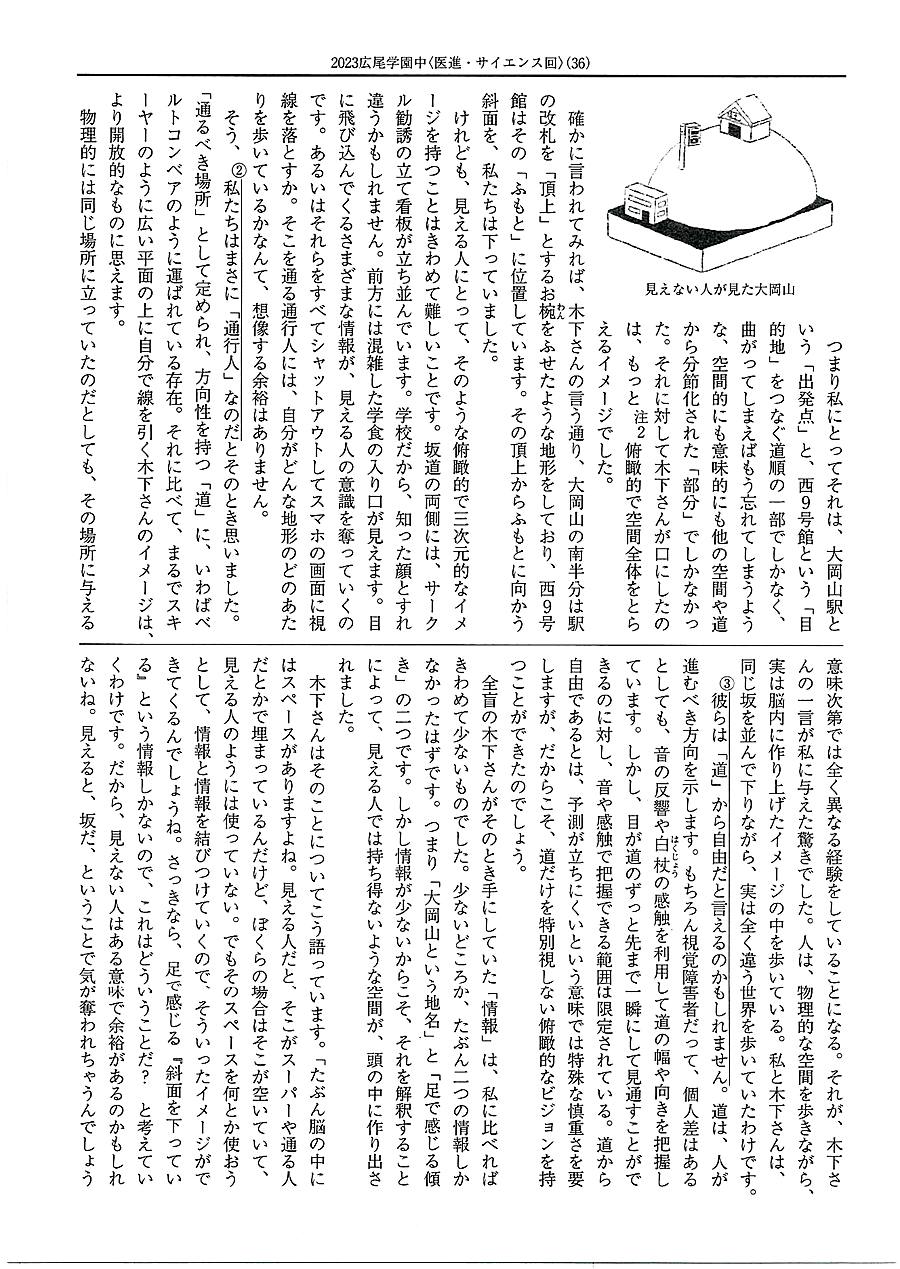 2023広尾学園中〈医進・サイエンス回〉(36)
見えない人が見た大岡山
つまり私にとってそれは、大岡山駅と
いう「出発点」と、西９号館という「目
的地」をつなぐ道順の一部でしかなく、
曲がってしまえばもう忘れてしまうよう
な、空間的にも意味的にも他の空間や道
から分節化された「部分」でしかなかっ
た。それに対して木下さんが口にしたの
は、もっと注２俯瞰的で空間全体をとら
えるイメージでした。
確かに言われてみれば、木下さんの言う通り、大岡山の南半分は駅
の改札を「頂上」とするお椀わんをふせたような地形をしており、西９号
館はその「ふもと」に位置しています。その頂上からふもとに向かう
斜面を、私たちは下っていました。
けれども、見える人にとって、そのような俯瞰的で三次元的なイメ
ージを持つことはきわめて難しいことです。坂道の両側には、サーク
ル勧誘の立て看板が立ち並んでいます。学校だから、知った顔とすれ
違うかもしれません。前方には混雑した学食の入り口が見えます。目
に飛び込んでくるさまざまな情報が、見える人の意識を奪っていくの
です。あるいはそれらをすべてシャットアウトしてスマホの画面に視
線を落とすか。そこを通る通行人には、自分がどんな地形のどのあた
りを歩いているかなんて、想像する余裕はありません。
そう、②私たちはまさに「通行人」なのだとそのとき思いました。
「通るべき場所」として定められ、方向性を持つ「道」に、いわばベ
ルトコンベアのように運ばれている存在。それに比べて、まるでスキ
ーヤーのように広い平面の上に自分で線を引く木下さんのイメージは、
より開放的なものに思えます。
物理的には同じ場所に立っていたのだとしても、その場所に与える
意味次第では全く異なる経験をしていることになる。それが、木下さ
んの一言が私に与えた驚きでした。人は、物理的な空間を歩きながら、
実は脳内に作り上げたイメージの中を歩いている。私と木下さんは、
同じ坂を並んで下りながら、実は全く違う世界を歩いていたわけです。
③彼らは「道」から自由だと言えるのかもしれません。道は、人が
進むべき方向を示します。もちろん視覚障害者だって、個人差はある
としても、音の反響や白杖はくじょうの感触を利用して道の幅や向きを把握し
ています。しかし、目が道のずっと先まで一瞬にして見通すことがで
きるのに対し、音や感触で把握できる範囲は限定されている。道から
自由であるとは、予測が立ちにくいという意味では特殊な慎重さを要
しますが、だからこそ、道だけを特別視しない俯瞰的なビジョンを持
つことができたのでしょう。
全盲の木下さんがそのとき手にしていた「情報」は、私に比べれば
きわめて少ないものでした。少ないどころか、たぶん二つの情報しか
なかったはずです。つまり「大岡山という地名」と「足で感じる傾
き」の二つです。しかし情報が少ないからこそ、それを解釈すること
によって、見える人では持ち得ないような空間が、頭の中に作り出さ
れました。
木下さんはそのことについてこう語っています。「たぶん脳の中に
はスペースがありますよね。見える人だと、そこがスーパーや通る人
だとかで埋まっているんだけど、ぼくらの場合はそこが空いていて、
見える人のようには使っていない。でもそのスペースを何とか使おう
として、情報と情報を結びつけていくので、そういったイメージがで
きてくるんでしょうね。さっきなら、足で感じる『斜面を下ってい
る』という情報しかないので、これはどういうことだ？　と考えてい
くわけです。だから、見えない人はある意味で余裕があるのかもしれ
ないね。見えると、坂だ、ということで気が奪われちゃうんでしょう